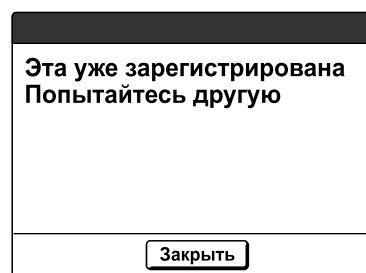 Эта уже зарегистрирована
Попытайтесь другую
Закрыть